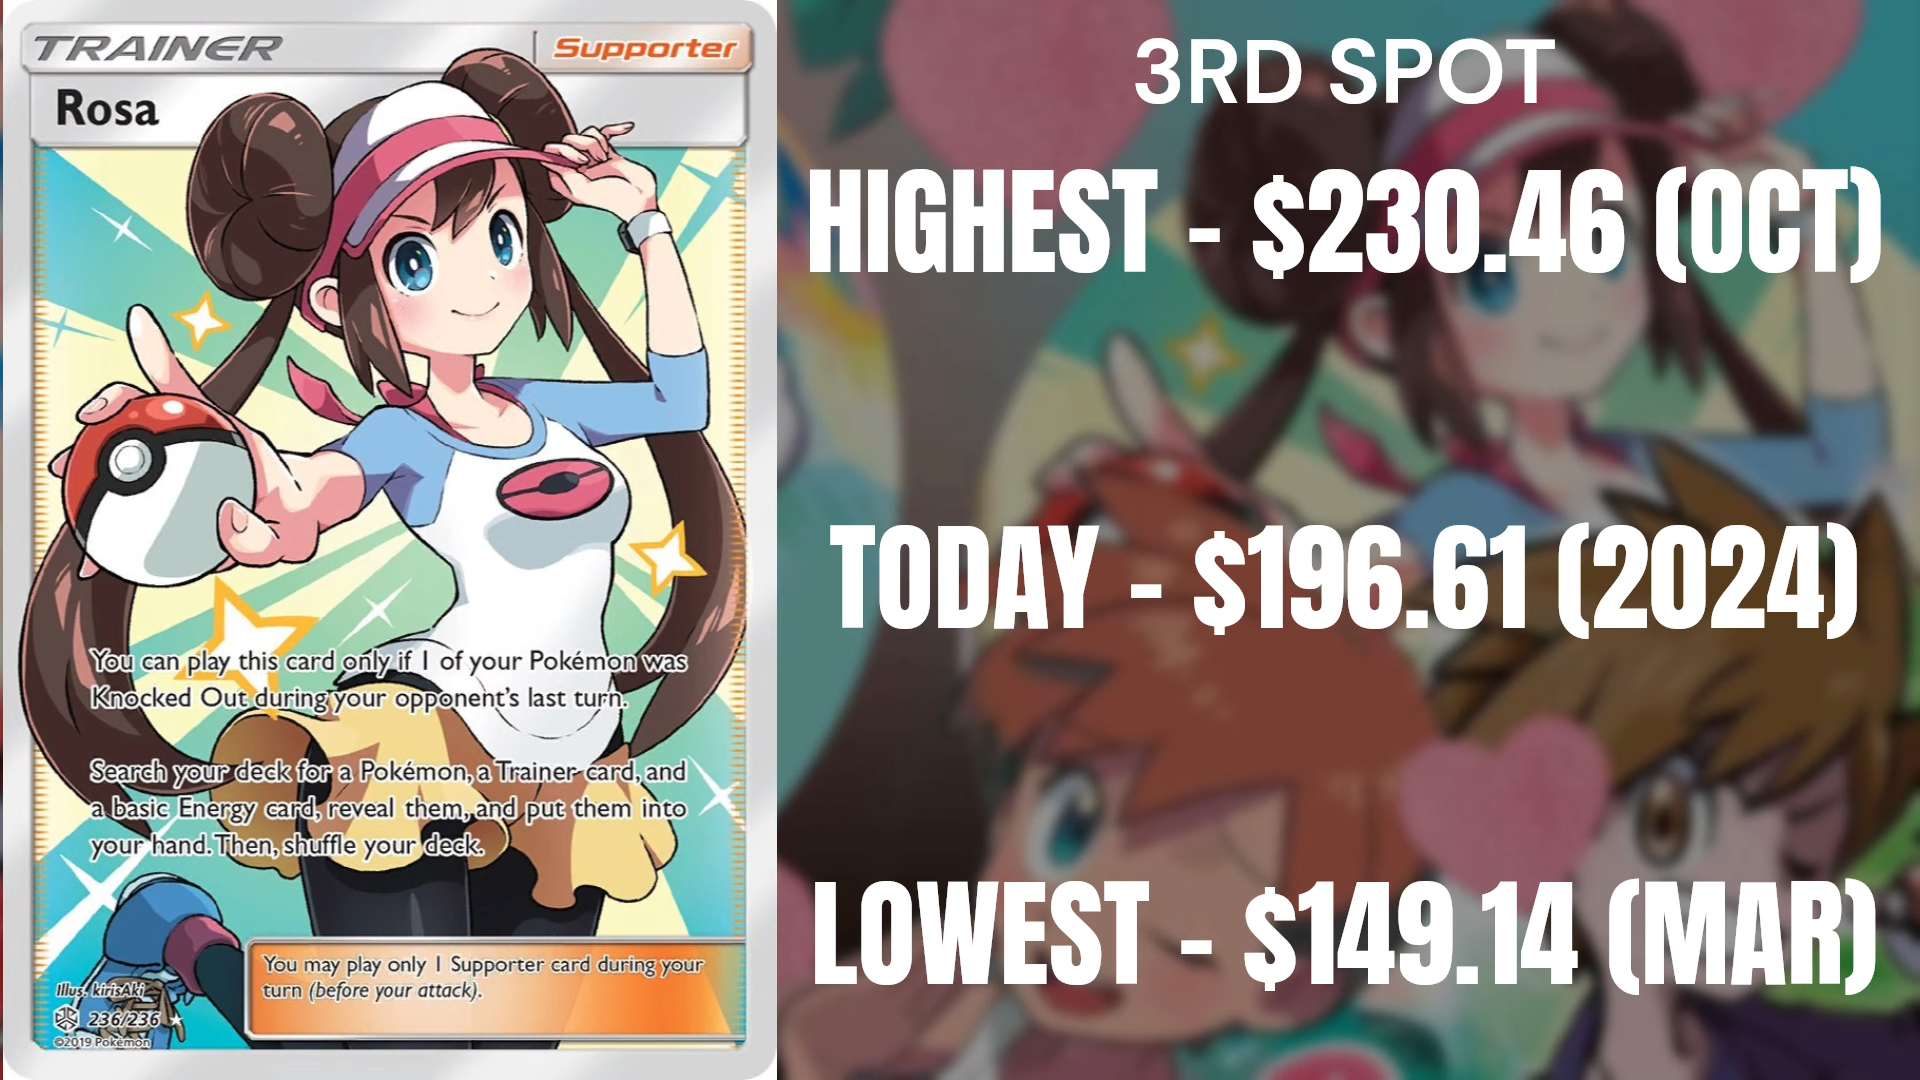 TRAINER
Supporter
Rosa
You can play this card only if 1 of your Pokémon was
Knocked Out during your opponent's last turn.
Search your deck for a Pokémon, a Trainer card, and
a basic Energy card, reveal them, and put them into
your hand. Then, shuffle your deck.
You may play only 1 Supporter card during your
turn (before your attack).
Illus. kirisAki
236/236
©2019 Pokémon
3RD SPOT
HIGHEST - $230.46 (OCT)
TODAY - $196.61 (2024)
LOWEST - $149.14 (MAR)